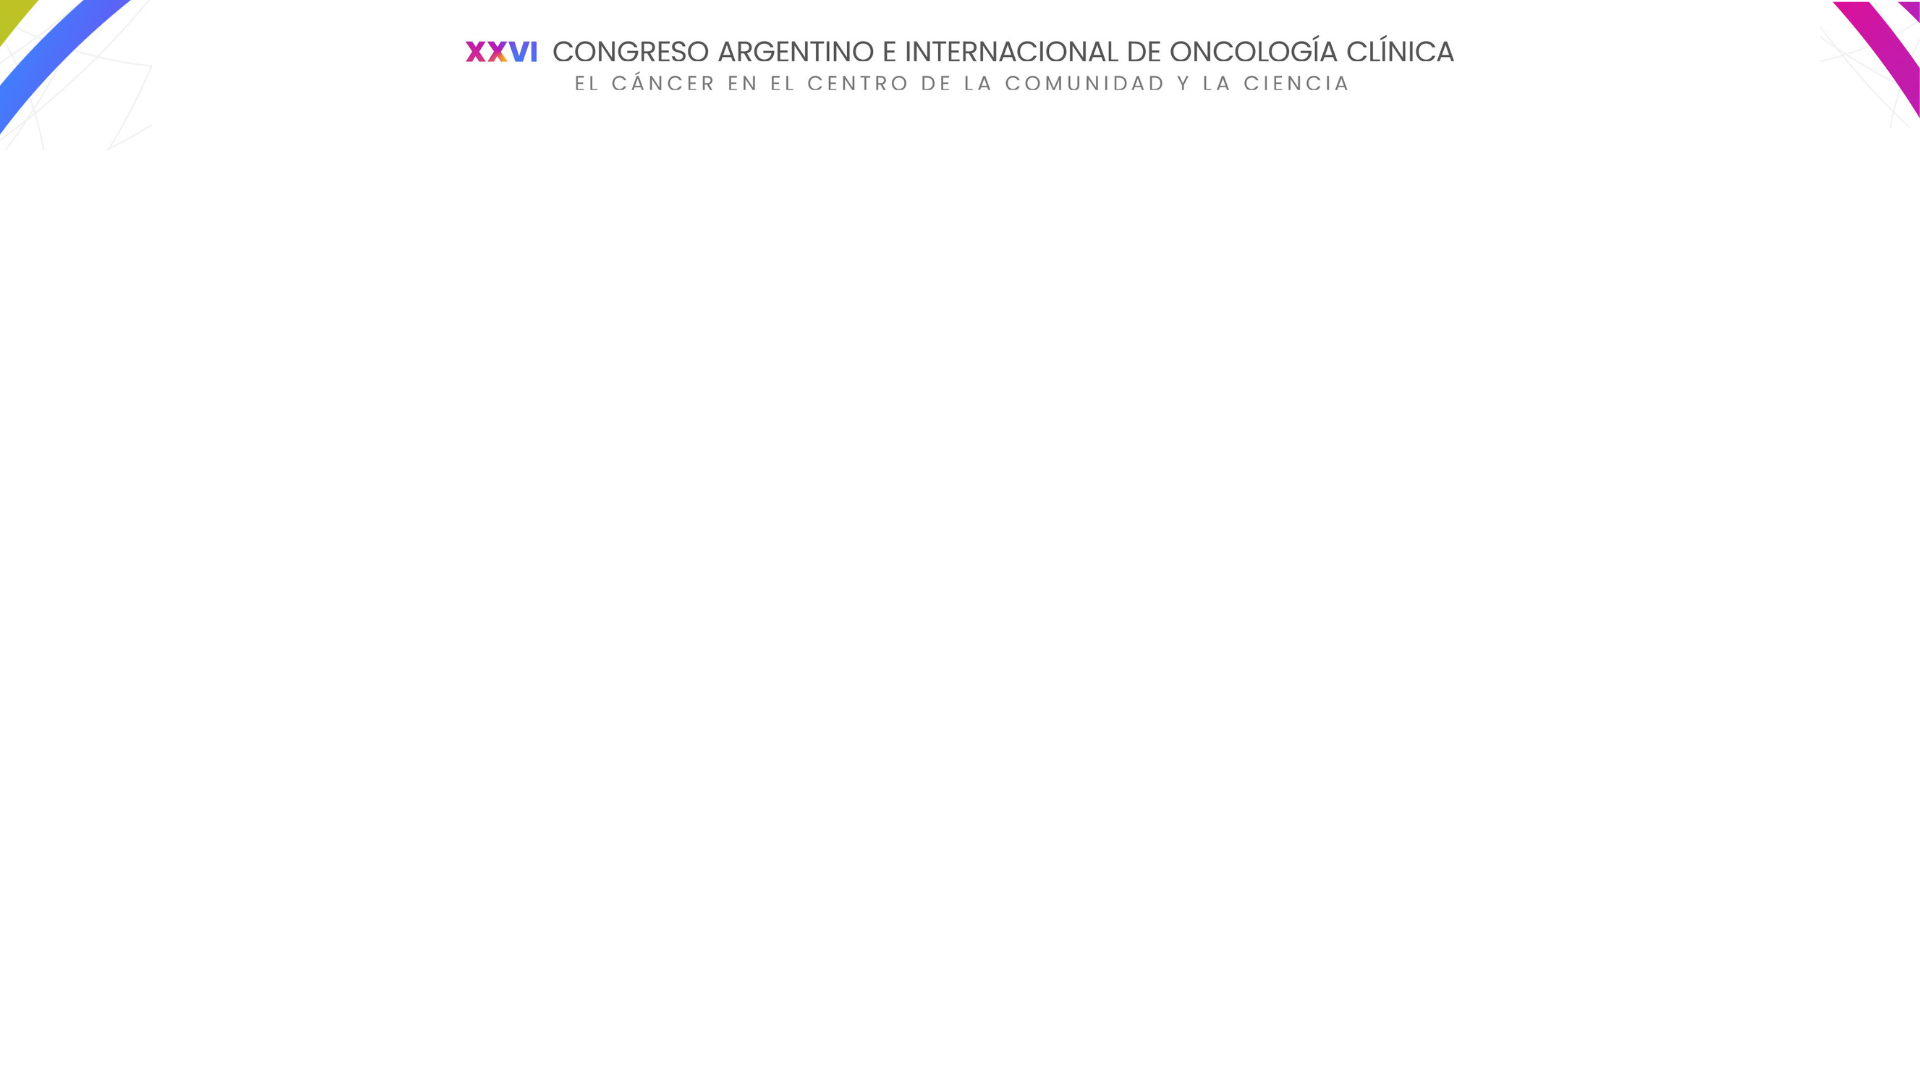 XXVI CONGRESO ARGENTINO E INTERNACIONAL DE ONCOLOGÍA CLÍNICA
EL CÁNCER EN EL CENTRO DE LA COMUNIDAD Y LA CIENCIA